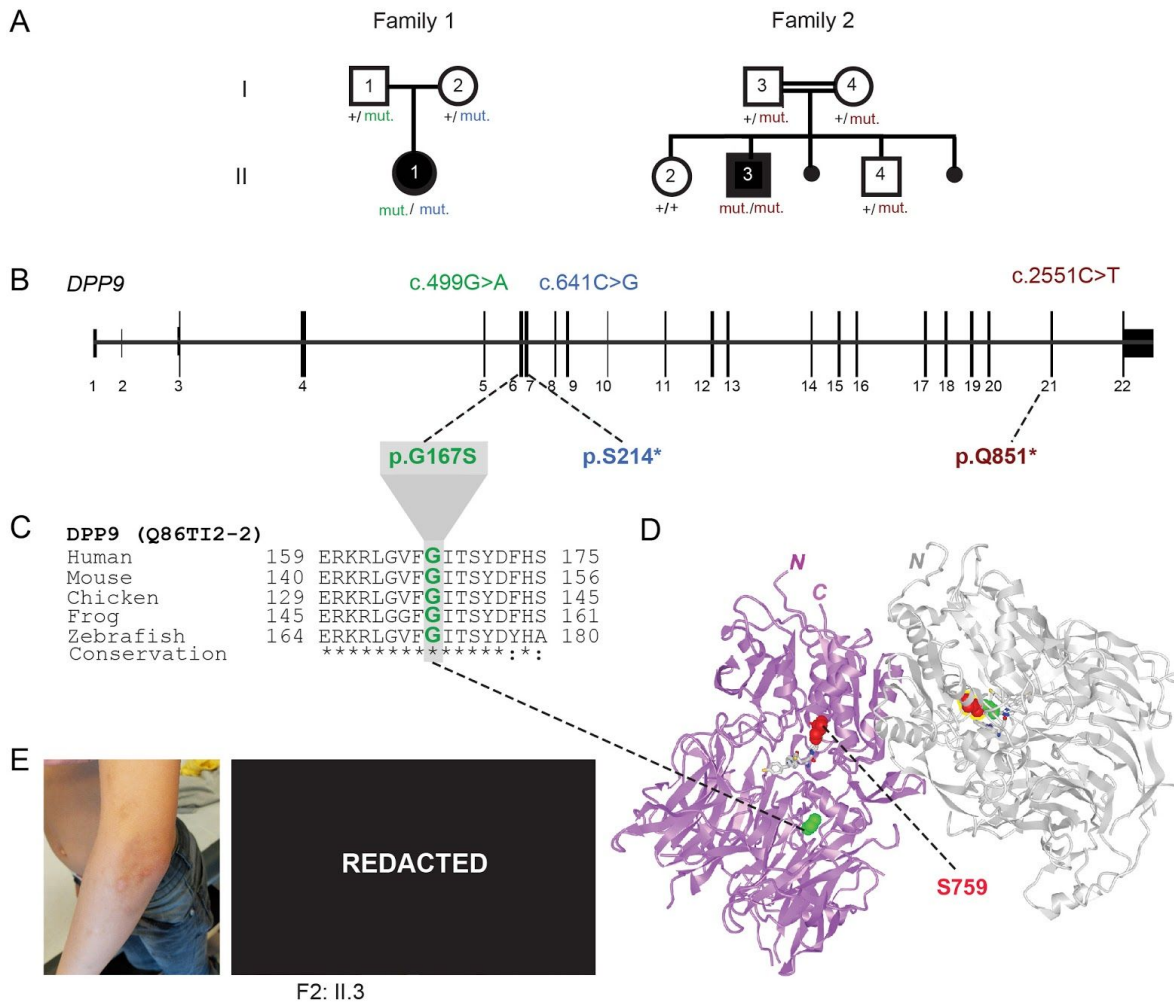 A
Family 1
Family 2
I
1
2
3
4
+/ mut.
+/ mut.
+/ mut.
+/ mut.
II
1
2
3
4
mut./ mut.
+/+
mut./mut.
+/ mut.
B
DPP9
c.499G>A
c.641C>G
c.2551C>T
1 2 3 4 5 6 7 8 9 10 11 12 13 14 15 16 17 18 19 20 21 22
p.G167S
p.S214*
p.Q851*
C
DPP9 (Q86TI2-2)
Human 159 ERKRLGVFGITSYDFHS 175
Mouse 140 ERKRLGVFGITSYDFHS 156
Chicken 129 ERKRLGVFGITSYDFHS 145
Frog 145 ERKRLGGFGITSYDFHS 161
Zebrafish 164 ERKRLGVFGITSYDYHA 180
Conservation **************:*:
D
N
C
N
S759
E
REDACTED
F2: II.3